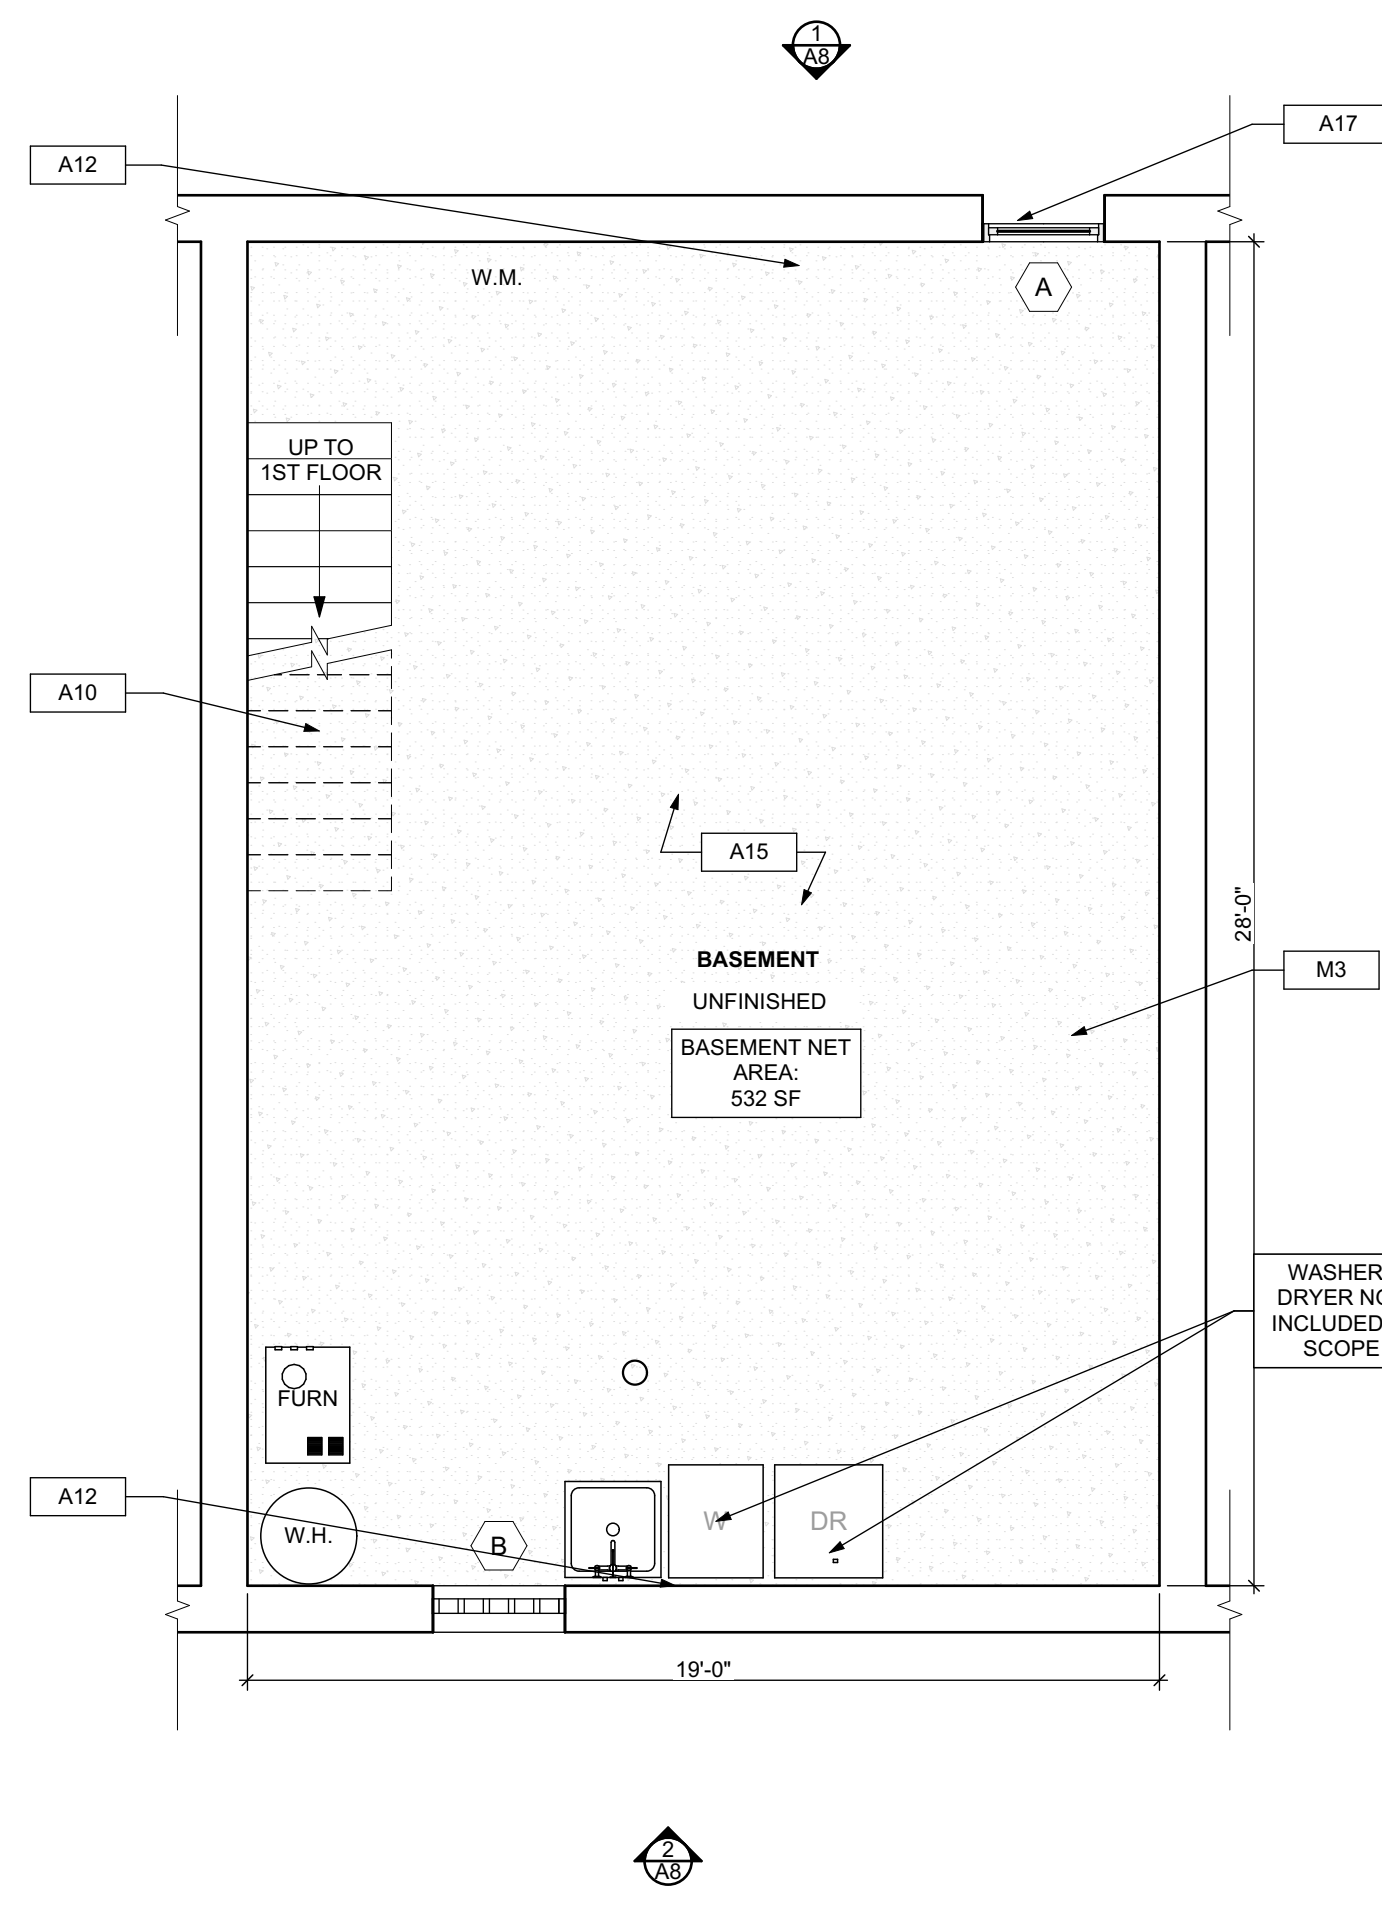 1
A8
A17
A12
W.M.
A
UP TO
1ST FLOOR
A10
A15
28'-0"
BASEMENT
UNFINISHED
M3
BASEMENT NET
AREA:
532 SF
WASHER
DRYER
INCLUDED
SCOPE
FURN
A12
W.H.
B
W
DR
19'-0"
2
A8